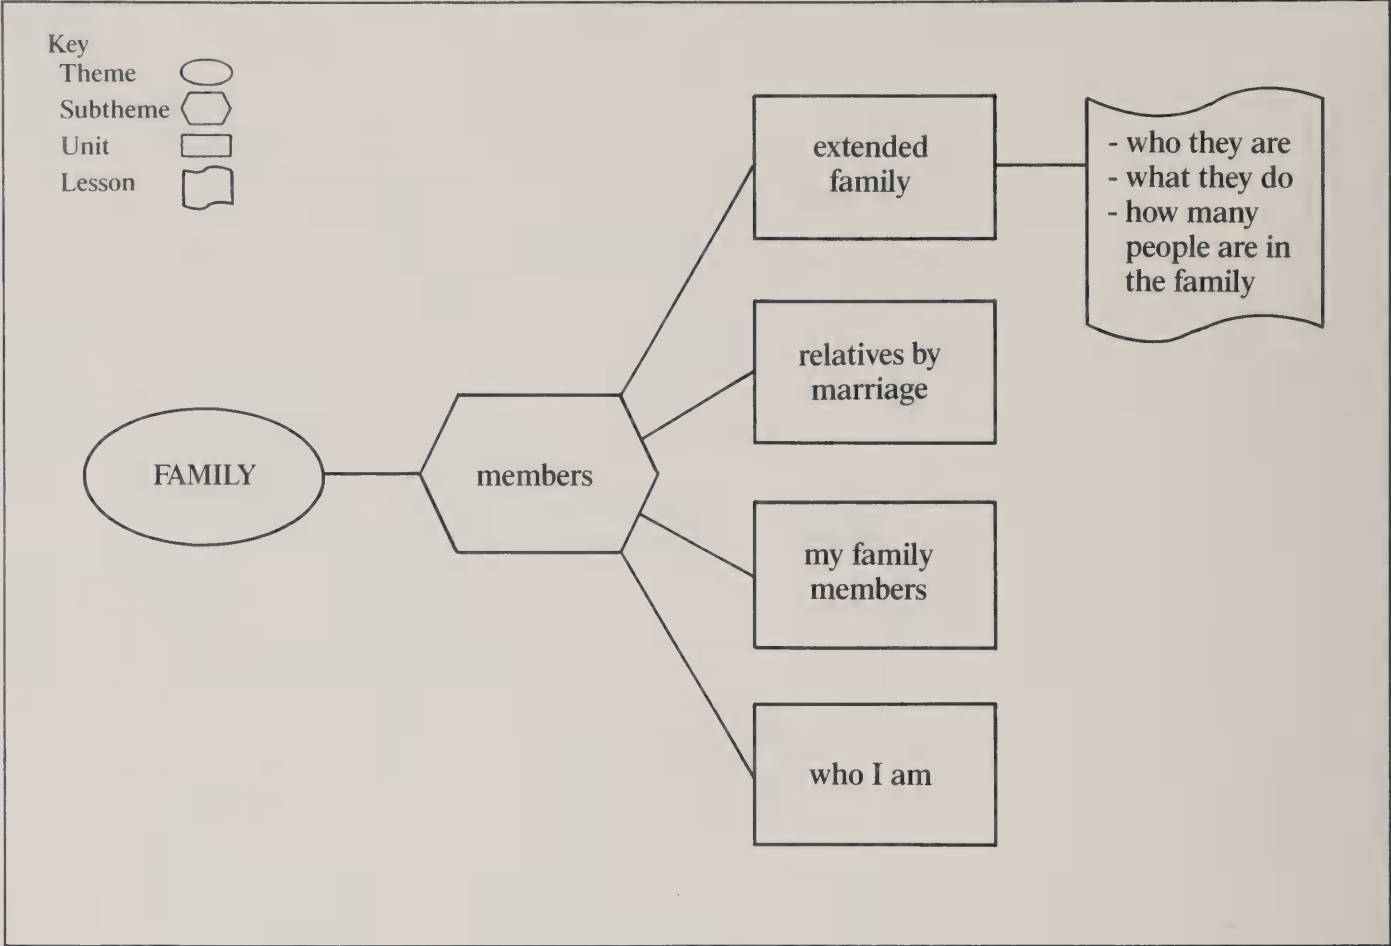 Key
Theme
Subtheme
Unit
Lesson
FAMILY
members
extended
family
- who they are
- what they do
- how many
people are in
the family
relatives by
marriage
my family
members
who I am